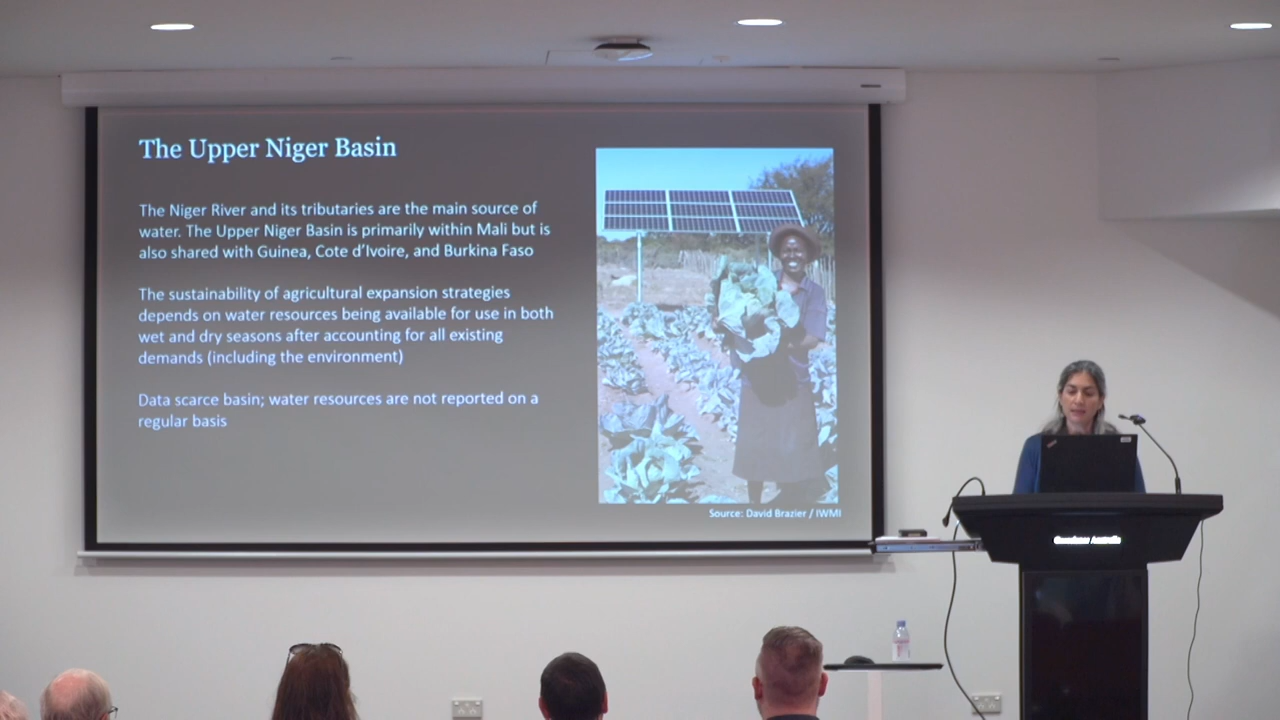 The Upper Niger Basin
The Niger River and its tributaries are the main source of
water. The Upper Niger Basin is primarily within Mali but is
also shared with Guinea, Cote d'Ivoire, and Burkina Faso
The sustainability of agricultural expansion strategies
depends on water resources being available for use in both
wet and dry seasons after accounting for all existing
demands (including the environment)
Data scarce basin; water resources are not reported on a
regular basis
Source: David Brazier / IWMI